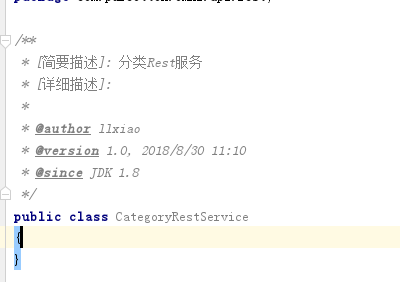 /**
* [简要描述]: 分类Rest服务
* [详细描述]:
*
* @author llxiao
* @version 1.0, 2018/8/30 11:10
* @since JDK 1.8
*/
public class CategoryRestService
{
}